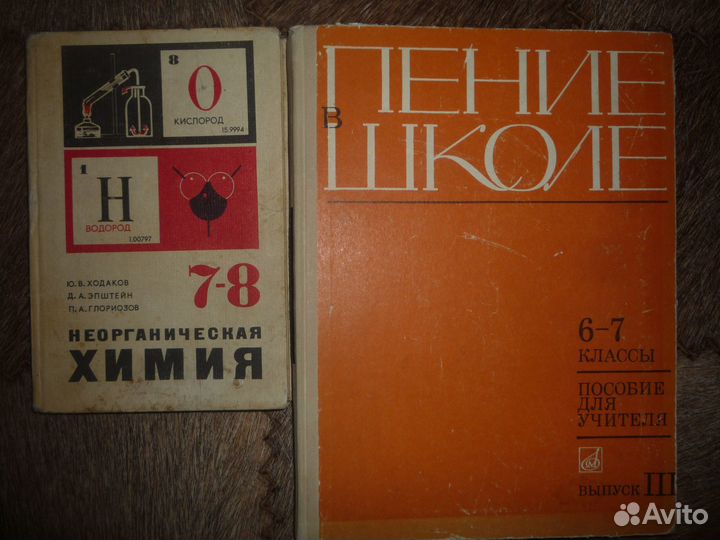 8
О
КИСЛОРОД
15.9994
1
Н
ВОДОРОД
1.00797
Ю. В. ХОДАКОВ
Д. А. ЭПШТЕЙН
П. А. ГЛОРИОЗОВ
7-8
НЕОРГАНИЧЕСКАЯ
ХИМИЯ
ПЕНИЕ
В
ШКОЛЕ
6-7
КЛАССЫ
ПОСОБИЕ
ДЛЯ
УЧИТЕЛЯ
ВЫПУСК III
Avito